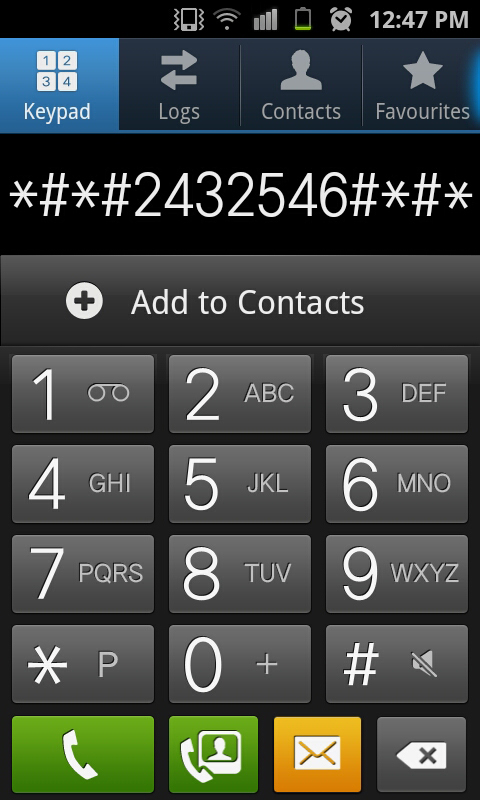 12:47 PM
1 2
3 4
Keypad Logs Contacts Favourites
*#*#2432546#*#*
Add to Contacts
1 2 ABC 3 DEF
4 GHI 5 JKL 6 MNO
7 PQRS 8 TUV 9 WXYZ
* P 0 + #